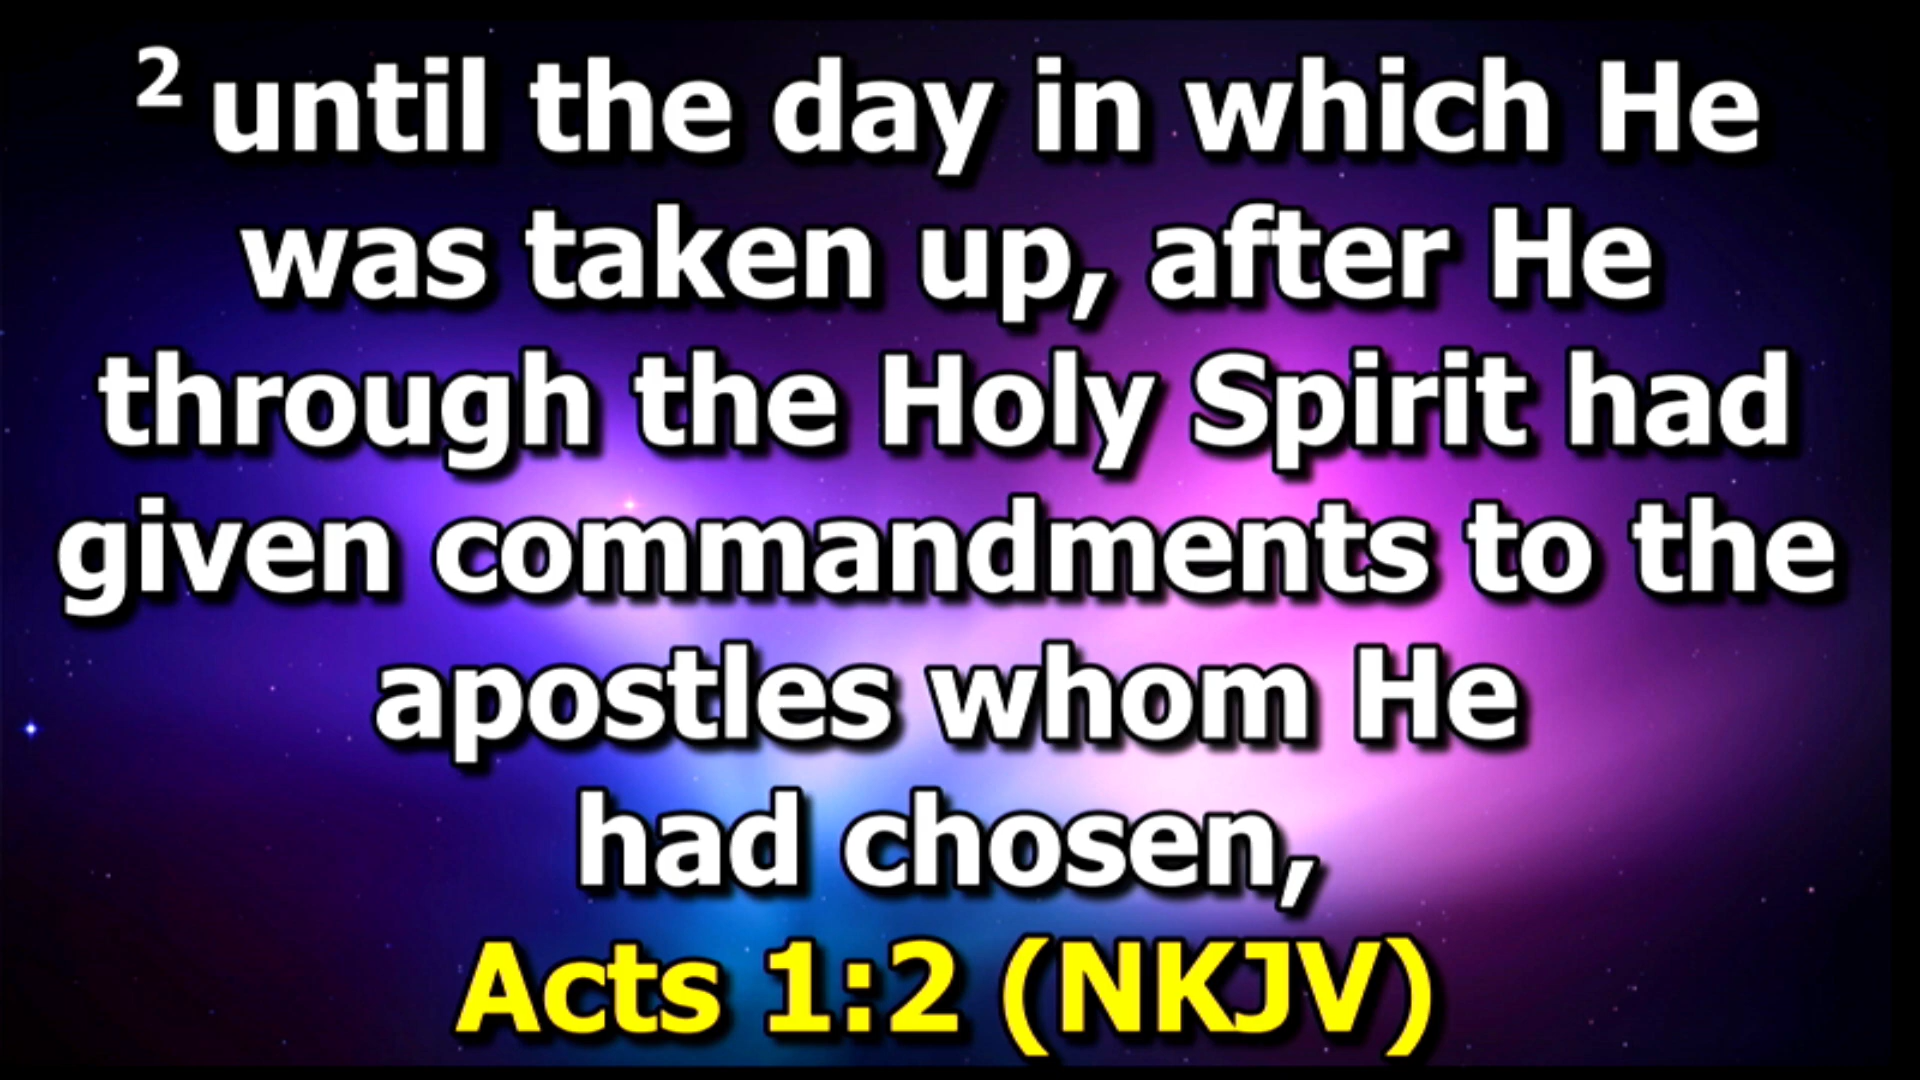 2 until the day in which He
was taken up, after He
through the Holy Spirit had
given commandments to the
apostles whom He
had chosen,
Acts 1:2 (NKJV)